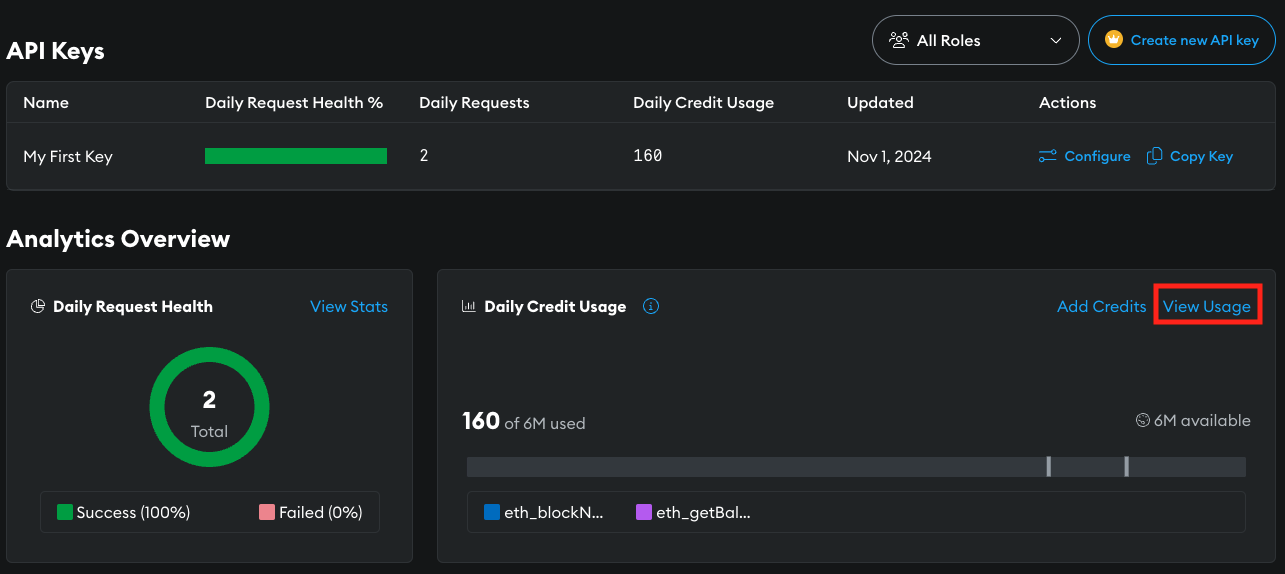 API Keys
All Roles
Create new API key
Name Daily Request Health % Daily Requests Daily Credit Usage Updated Actions
My First Key 2 160 Nov 1, 2024 Configure Copy Key
Analytics Overview
Daily Request Health View Stats
2
Total
Success (100%) Failed (0%)
Daily Credit Usage Add Credits View Usage
160 of 6M used 6M available
eth_blockN... eth_getBal...